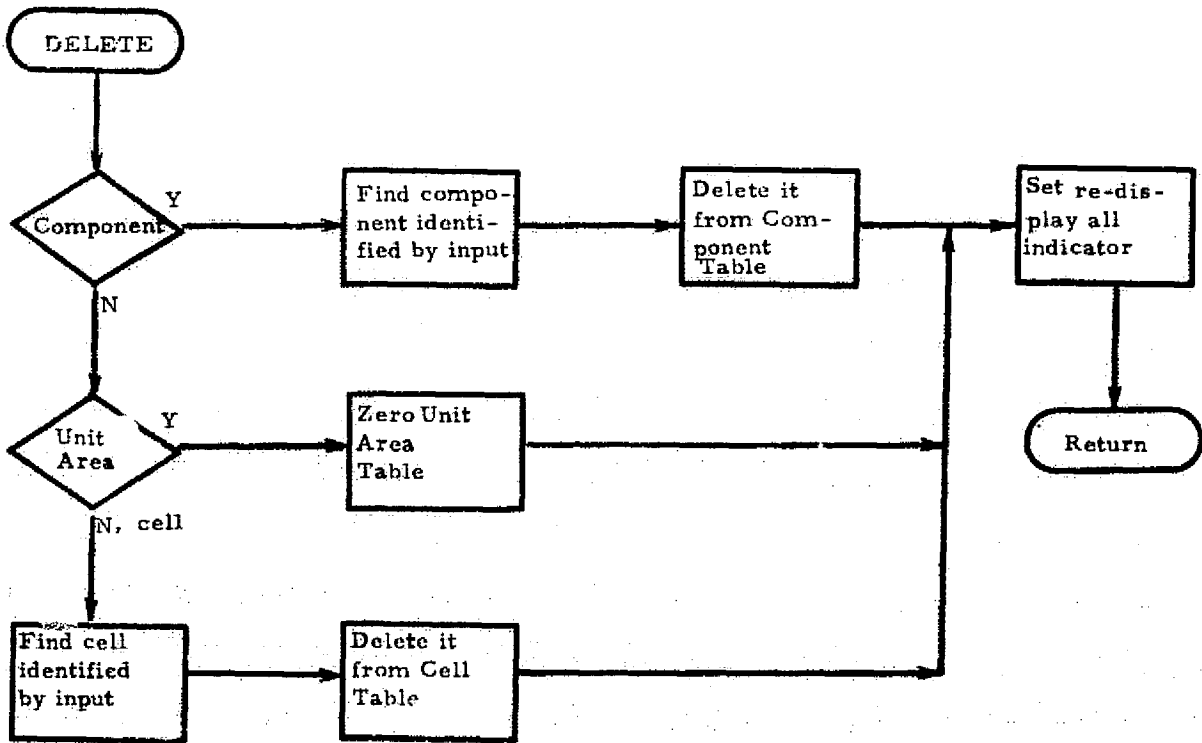 DELETE
Component
Y
N
Find compo-
nent identi-
fied by input
Delete it
from Com-
ponent
Table
Set re-dis-
play all
indicator
Return
Unit
Area
Y
N, cell
Zero Unit
Area
Table
Find cell
identified
by input
Delete it
from Cell
Table